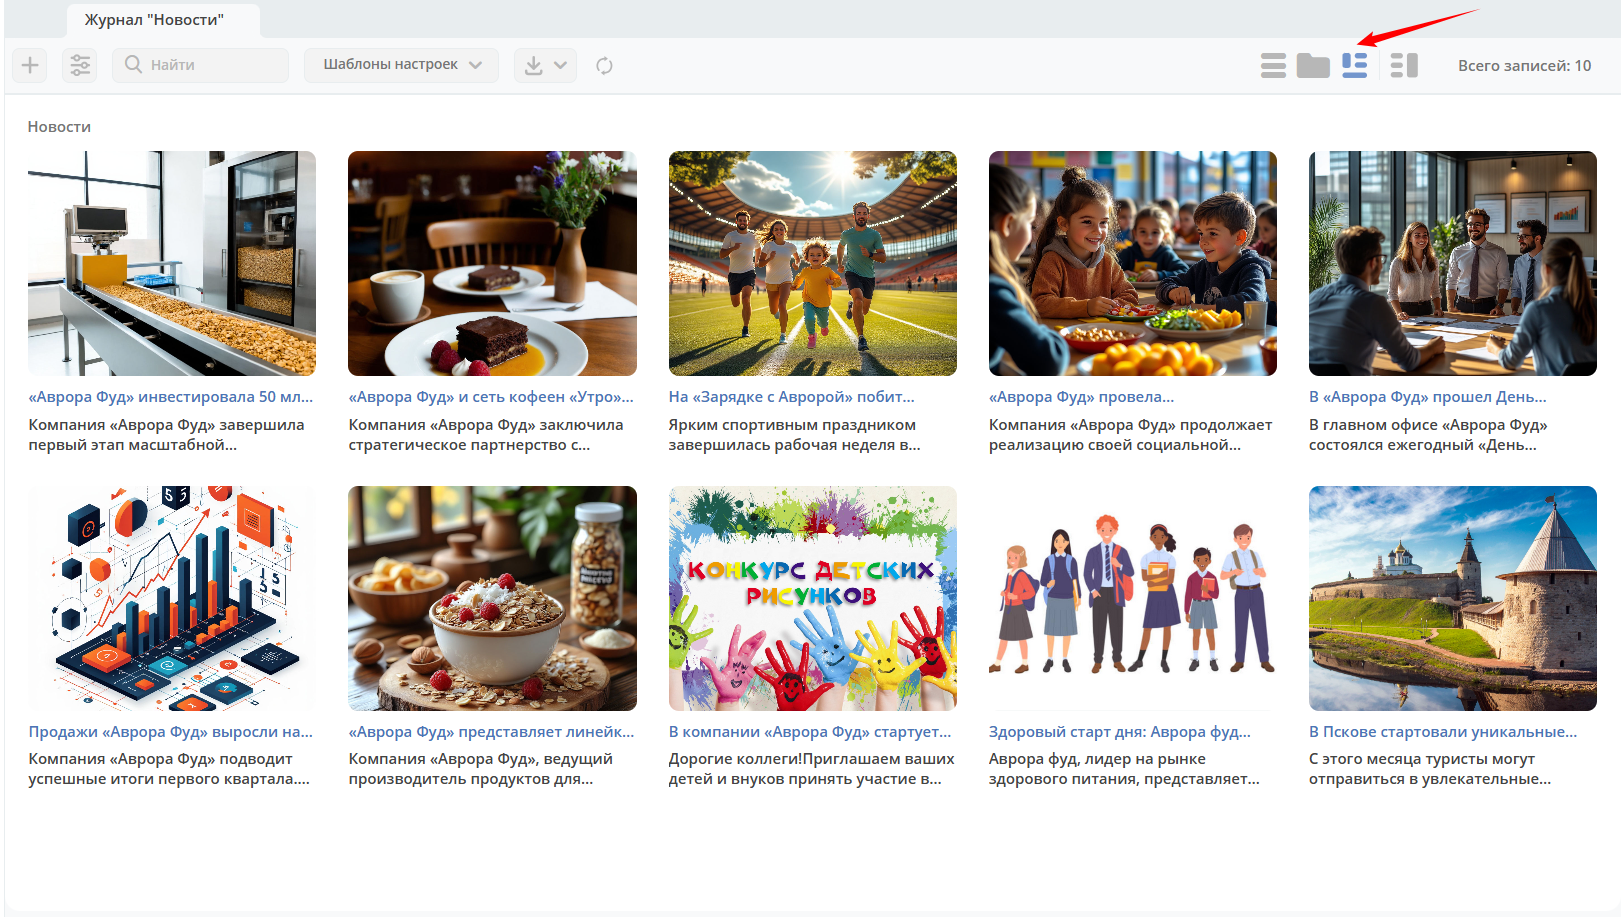 Журнал "Новости"
Найти
Шаблоны настроек
Всего записей: 10
Новости
«Аврора Фуд» инвестировала 50 мл...
Компания «Аврора Фуд» завершила
первый этап масштабной...
«Аврора Фуд» и сеть кофеен «Утро»...
Компания «Аврора Фуд» заключила
стратегическое партнерство с...
На «Зарядке с Авророй» побит...
Ярким спортивным праздником
завершилась рабочая неделя в...
«Аврора Фуд» провела...
Компания «Аврора Фуд» продолжает
реализацию своей социальной...
В «Аврора Фуд» прошел День...
В главном офисе «Аврора Фуд»
состоялся ежегодный «День...
Продажи «Аврора Фуд» выросли на...
Компания «Аврора Фуд» подводит
успешные итоги первого квартала....
«Аврора Фуд» представляет линейк...
Компания «Аврора Фуд», ведущий
производитель продуктов для...
КОНКУРС ДЕТСКИХ
РИСУНКОВ
В компании «Аврора Фуд» стартует...
Дорогие коллеги!Приглашаем ваших
детей и внуков принять участие в...
Здоровый старт дня: Аврора фуд...
Аврора фуд, лидер на рынке
здорового питания, представляет...
В Пскове стартовали уникальные...
С этого месяца туристы могут
отправиться в увлекательные...